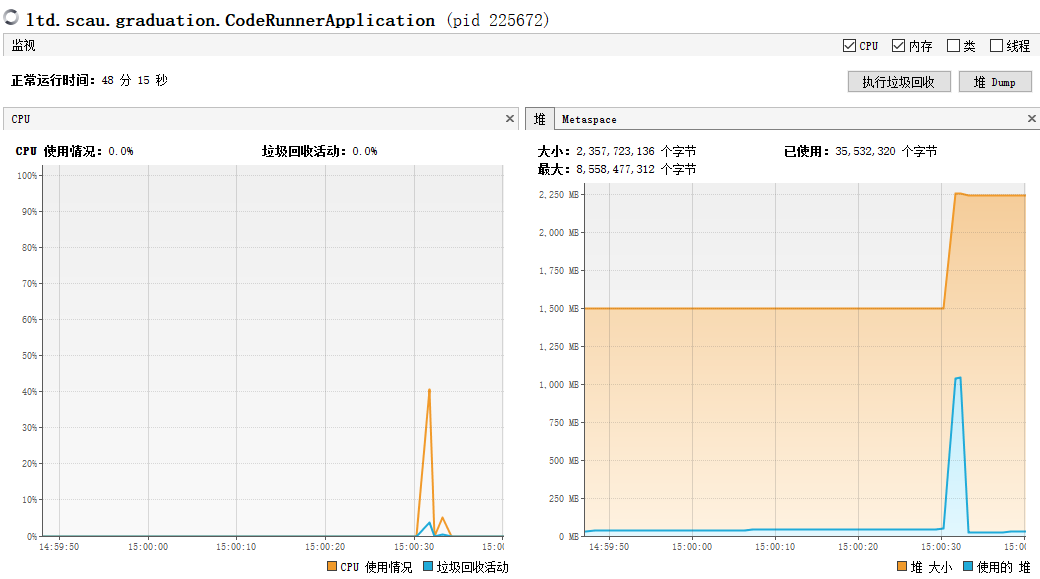 ltd.scau.graduation.CodeRunnerApplication (pid 225672)
监视 CPU 内存 类 线程
正常运行时间: 48 分 15 秒 执行垃圾回收 堆 Dump
CPU × 堆 Metaspace ×
CPU 使用情况: 0.0% 垃圾回收活动: 0.0%
大小: 2,357,723,136 个字节 已使用: 35,532,320 个字节
最大: 8,558,477,312 个字节
100%
90%
80%
70%
60%
50%
40%
30%
20%
10%
0%
14:59:50 15:00:00 15:00:10 15:00:20 15:00:30 15:00
CPU 使用情况 垃圾回收活动
2,250 MB
2,000 MB
1,750 MB
1,500 MB
1,250 MB
1,000 MB
750 MB
500 MB
250 MB
0 MB
14:59:50 15:00:00 15:00:10 15:00:20 15:00:30 15:00
堆 大小 使用的 堆